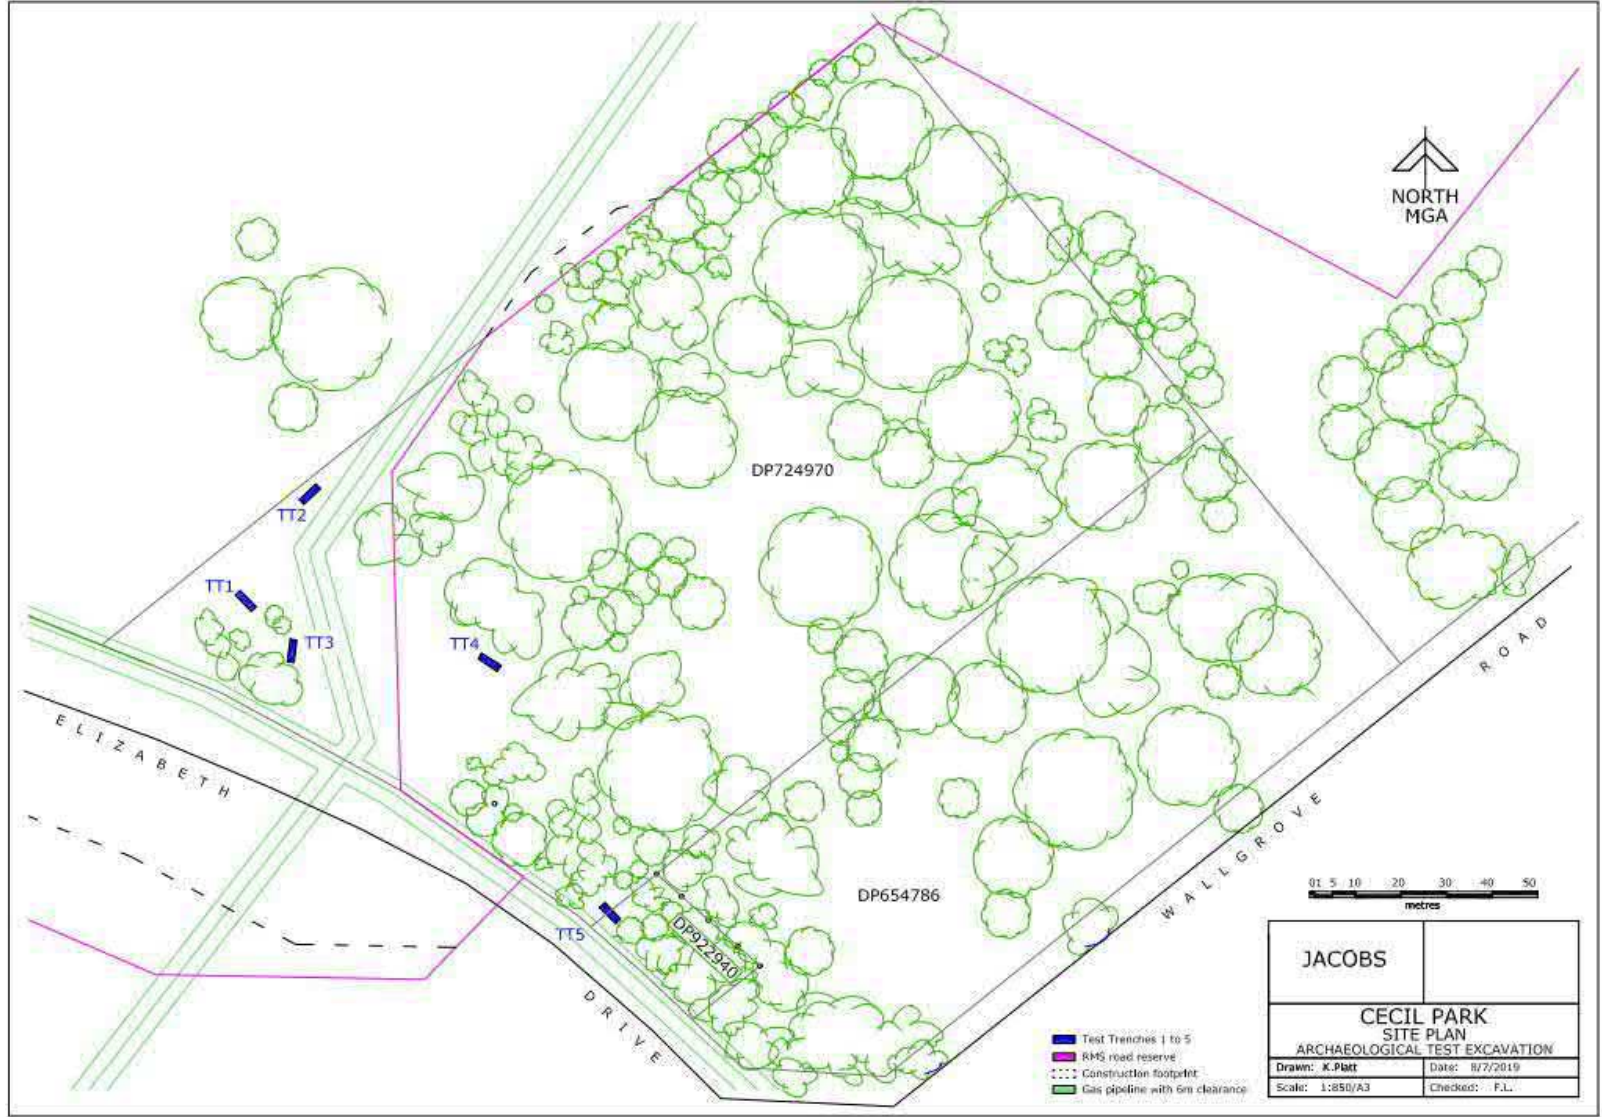 NORTH
MGA
DP724970
TT2
TT1
TT3
TT4
ELIZABETH
DRIVE
WALLGROVE
ROAD
TT5
DP922940
DP654786
01 5 10 20 30 40 50
metres
JACOBS
CECIL PARK
SITE PLAN
ARCHAEOLOGICAL TEST EXCAVATION
Drawn: K.Platt Date: 8/7/2019
Scale: 1:850/A3 Checked: F.L.
Test Trenches 1 to 5
RMS road reserve
Construction footprint
Gas pipeline with 6m clearance